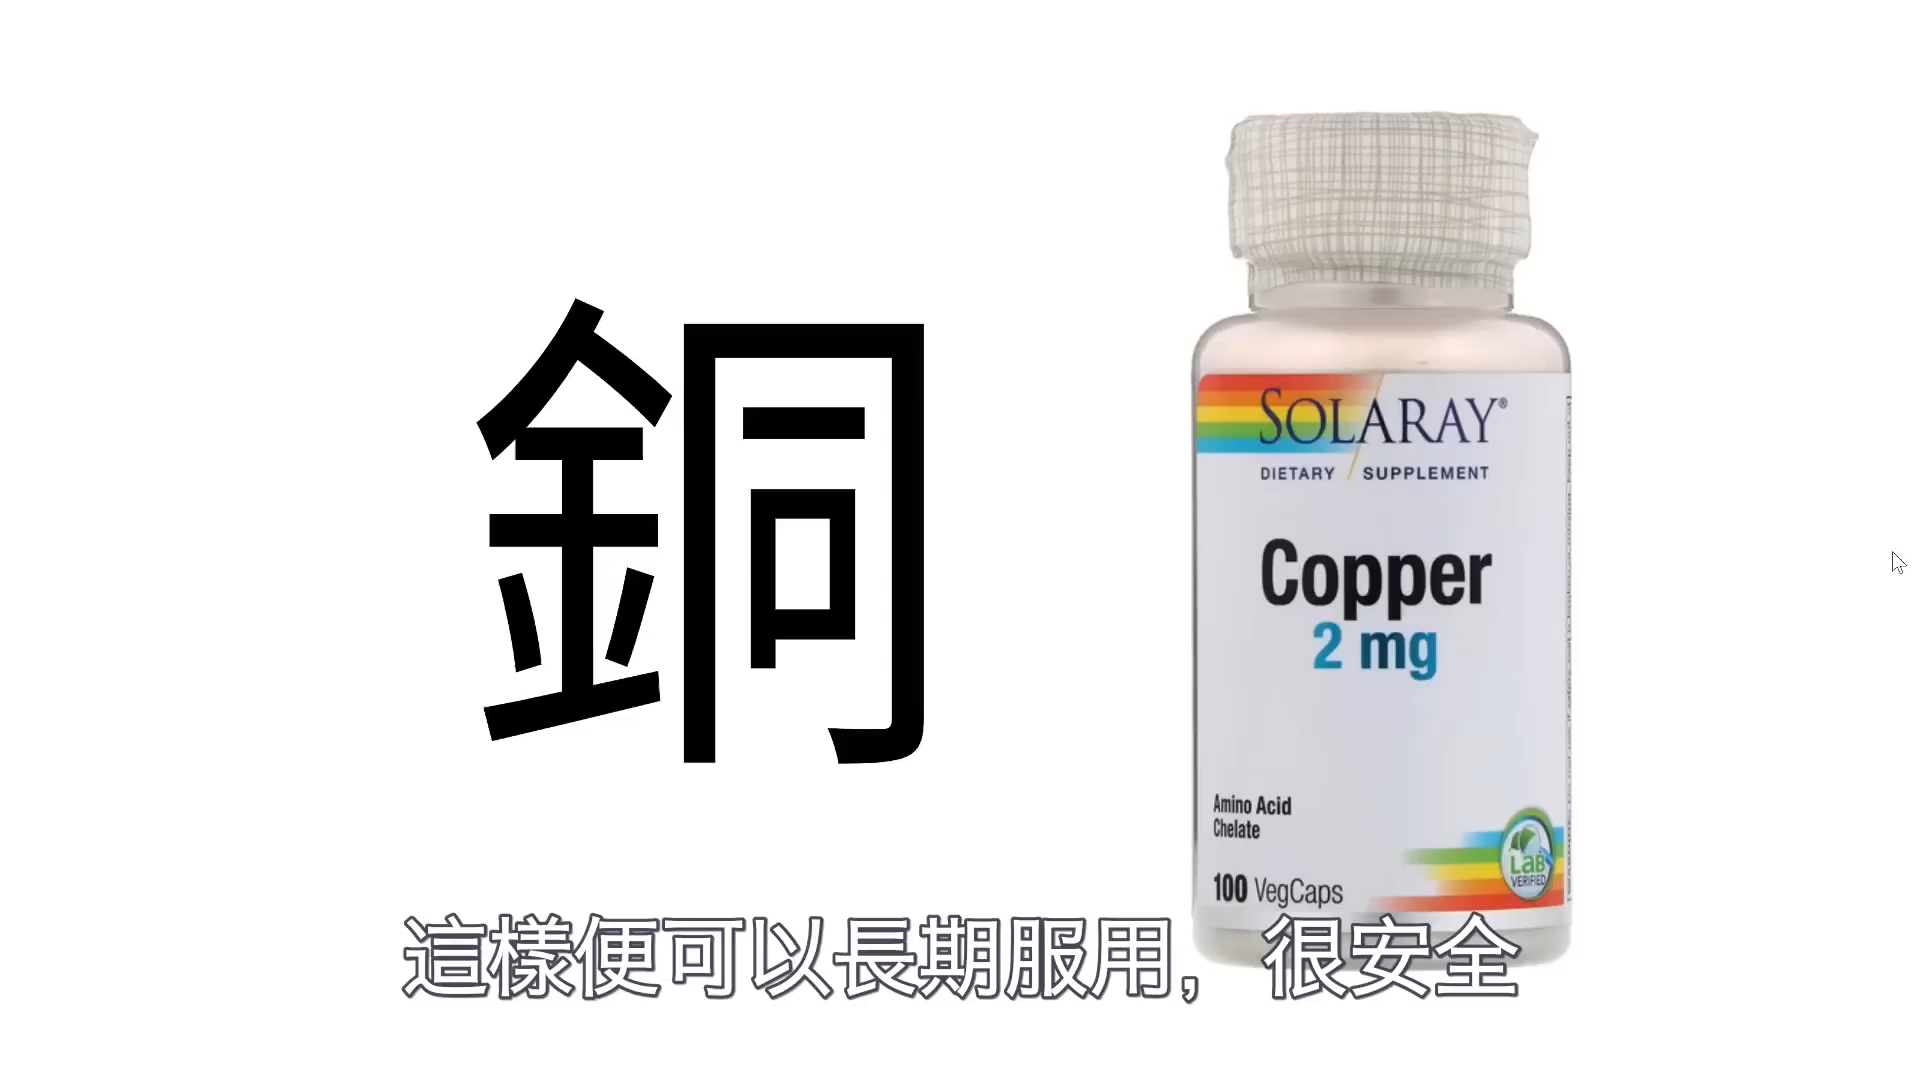 銅
SOLARAY®
DIETARY SUPPLEMENT
Copper
2 mg
Amino Acid
Chelate
100 VegCaps
LAB
VERIFIED
這樣便可以長期服用，很安全